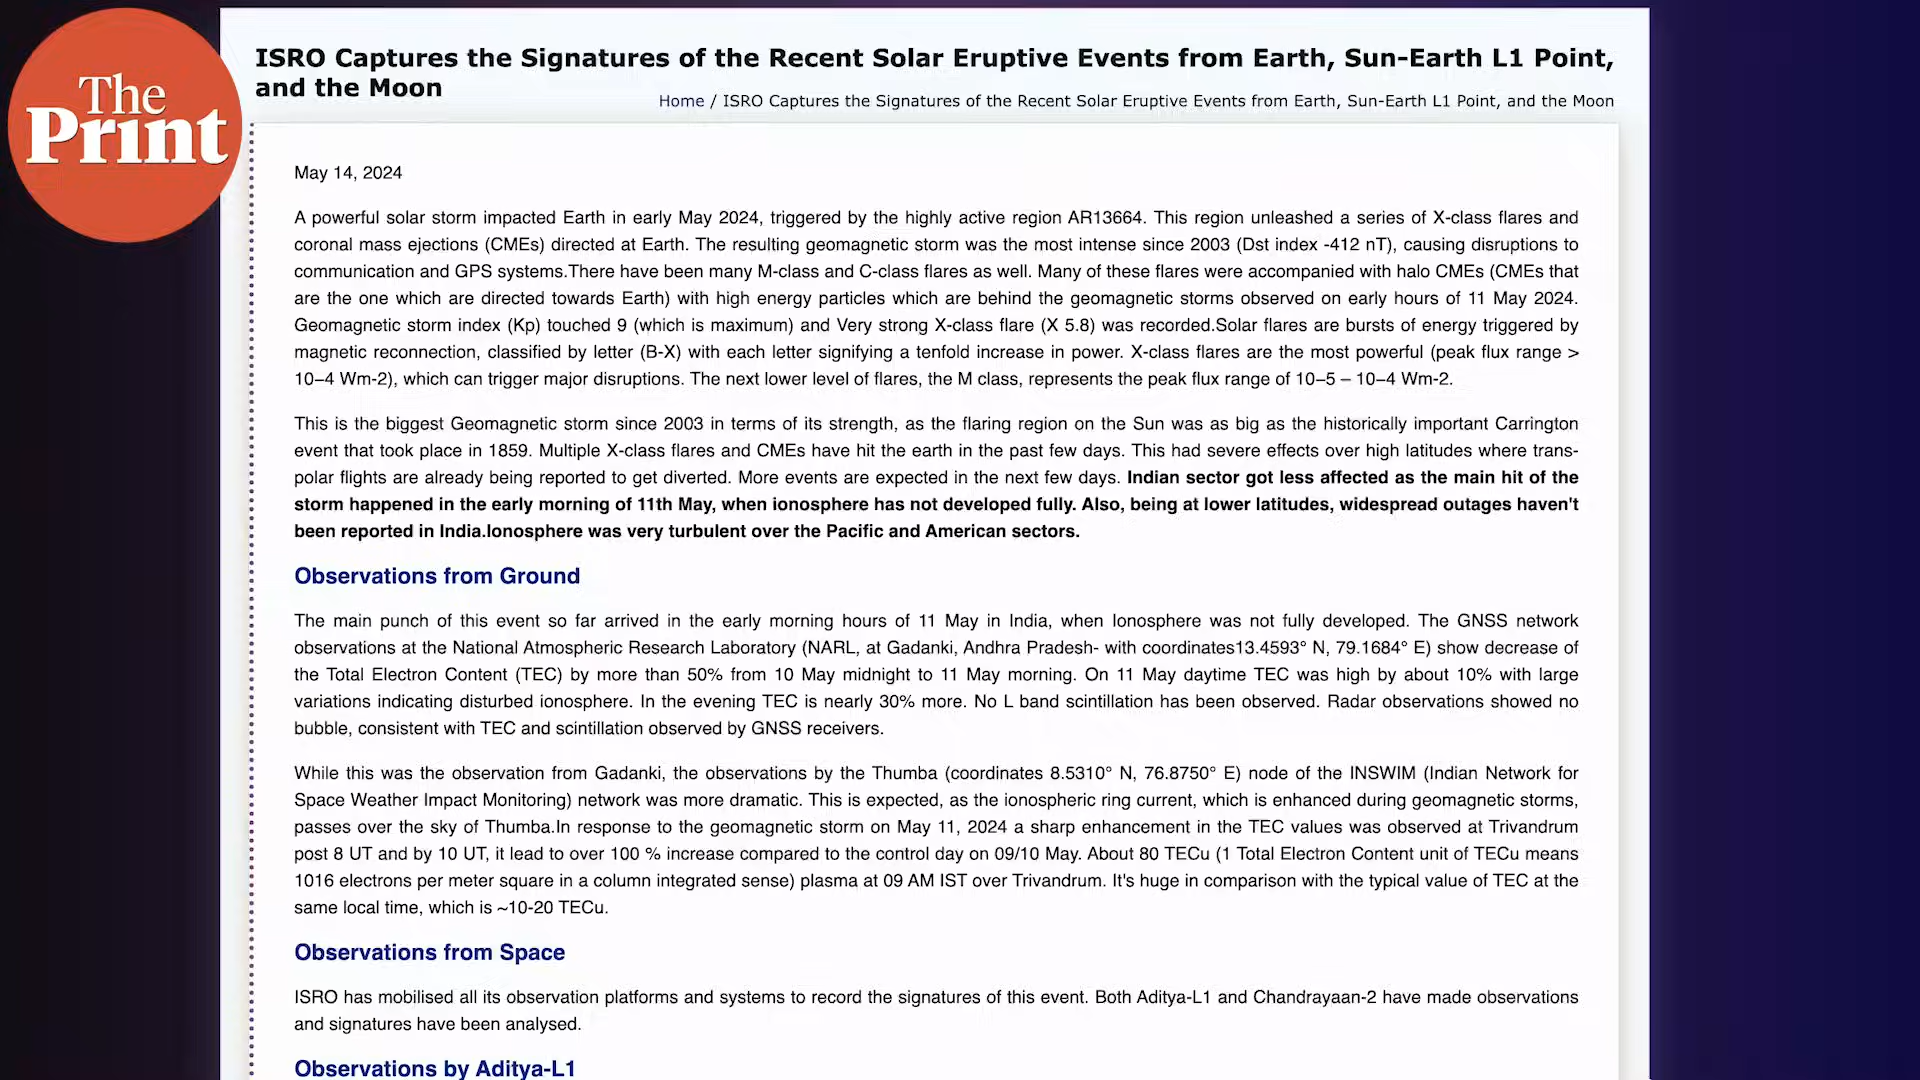 The
Print
ISRO Captures the Signatures of the Recent Solar Eruptive Events from Earth, Sun-Earth L1 Point,
and the Moon
Home / ISRO Captures the Signatures of the Recent Solar Eruptive Events from Earth, Sun-Earth L1 Point, and the Moon
May 14, 2024
A powerful solar storm impacted Earth in early May 2024, triggered by the highly active region AR13664. This region unleashed a series of X-class flares and
coronal mass ejections (CMEs) directed at Earth. The resulting geomagnetic storm was the most intense since 2003 (Dst index -412 nT), causing disruptions to
communication and GPS systems.There have been many M-class and C-class flares as well. Many of these flares were accompanied with halo CMEs (CMEs that
are the one which are directed towards Earth) with high energy particles which are behind the geomagnetic storms observed on early hours of 11 May 2024.
Geomagnetic storm index (Kp) touched 9 (which is maximum) and Very strong X-class flare (X 5.8) was recorded.Solar flares are bursts of energy triggered by
magnetic reconnection, classified by letter (B-X) with each letter signifying a tenfold increase in power. X-class flares are the most powerful (peak flux range >
10–4 Wm-2), which can trigger major disruptions. The next lower level of flares, the M class, represents the peak flux range of 10–5 – 10–4 Wm-2.
This is the biggest Geomagnetic storm since 2003 in terms of its strength, as the flaring region on the Sun was as big as the historically important Carrington
event that took place in 1859. Multiple X-class flares and CMEs have hit the earth in the past few days. This had severe effects over high latitudes where trans-
polar flights are already being reported to get diverted. More events are expected in the next few days. Indian sector got less affected as the main hit of the
storm happened in the early morning of 11th May, when ionosphere has not developed fully. Also, being at lower latitudes, widespread outages haven't
been reported in India.Ionosphere was very turbulent over the Pacific and American sectors.
Observations from Ground
The main punch of this event so far arrived in the early morning hours of 11 May in India, when Ionosphere was not fully developed. The GNSS network
observations at the National Atmospheric Research Laboratory (NARL, at Gadanki, Andhra Pradesh- with coordinates13.4593° N, 79.1684° E) show decrease of
the Total Electron Content (TEC) by more than 50% from 10 May midnight to 11 May morning. On 11 May daytime TEC was high by about 10% with large
variations indicating disturbed ionosphere. In the evening TEC is nearly 30% more. No L band scintillation has been observed. Radar observations showed no
bubble, consistent with TEC and scintillation observed by GNSS receivers.
While this was the observation from Gadanki, the observations by the Thumba (coordinates 8.5310° N, 76.8750° E) node of the INSWIM (Indian Network for
Space Weather Impact Monitoring) network was more dramatic. This is expected, as the ionospheric ring current, which is enhanced during geomagnetic storms,
passes over the sky of Thumba.In response to the geomagnetic storm on May 11, 2024 a sharp enhancement in the TEC values was observed at Trivandrum
post 8 UT and by 10 UT, it lead to over 100 % increase compared to the control day on 09/10 May. About 80 TECu (1 Total Electron Content unit of TECu means
1016 electrons per meter square in a column integrated sense) plasma at 09 AM IST over Trivandrum. It's huge in comparison with the typical value of TEC at the
same local time, which is ~10-20 TECu.
Observations from Space
ISRO has mobilised all its observation platforms and systems to record the signatures of this event. Both Aditya-L1 and Chandrayaan-2 have made observations
and signatures have been analysed.
Observations by Aditya-L1